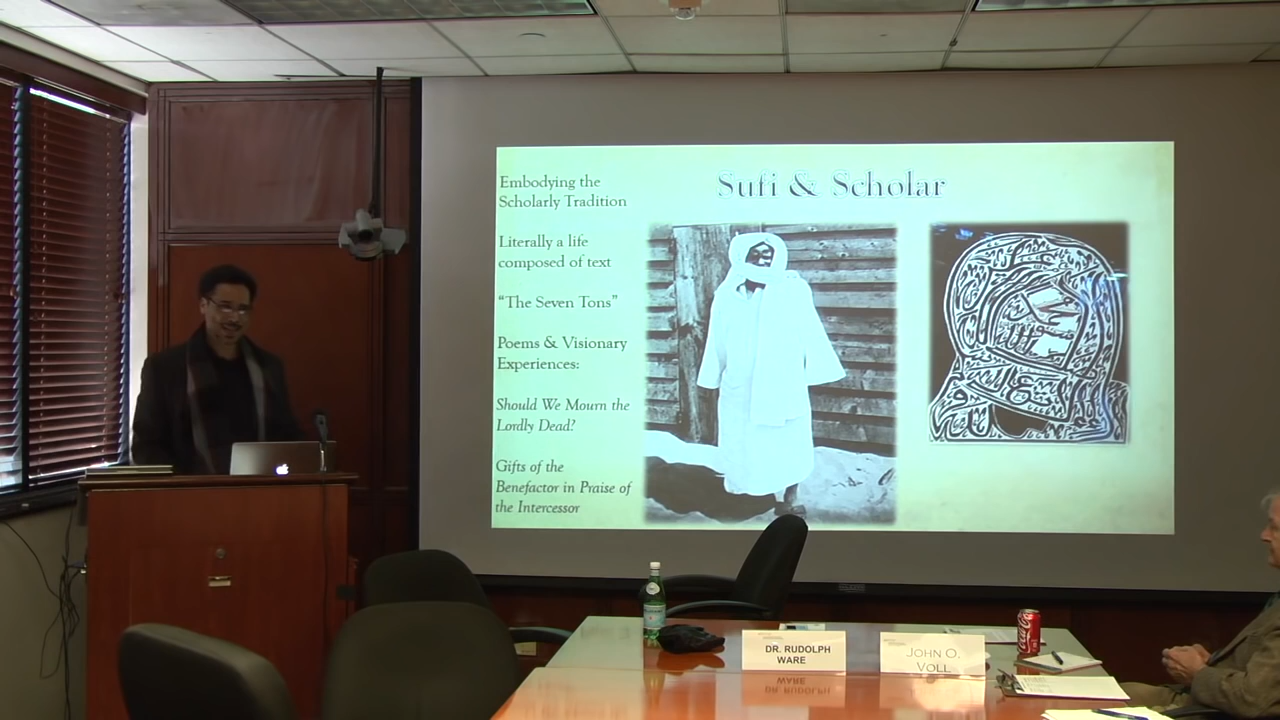 Sufi & Scholar
Embodying the
Scholarly Tradition
Literally a life
composed of text
“The Seven Tons”
Poems & Visionary
Experiences:
Should We Mourn the
Lordly Dead?
Gifts of the
Benefactor in Praise of
the Intercessor
DR. RUDOLPH
WARE
JOHN O.
VOLL